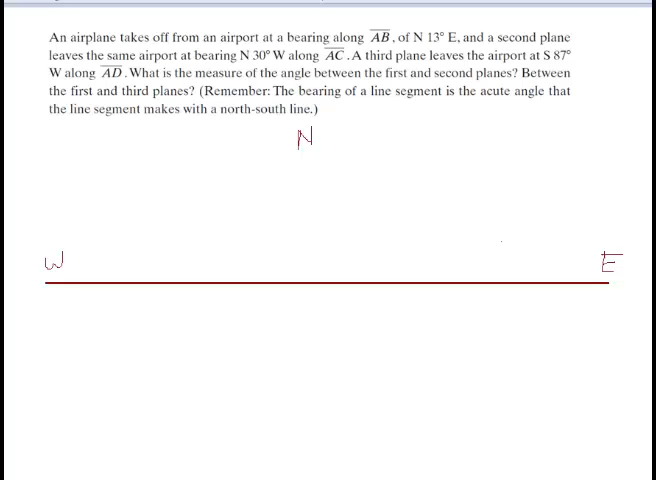 An airplane takes off from an airport at a bearing along AB, of N 13° E, and a second plane
leaves the same airport at bearing N 30° W along AC. A third plane leaves the airport at S 87°
W along AD. What is the measure of the angle between the first and second planes? Between
the first and third planes? (Remember: The bearing of a line segment is the acute angle that
the line segment makes with a north-south line.)
N
W E